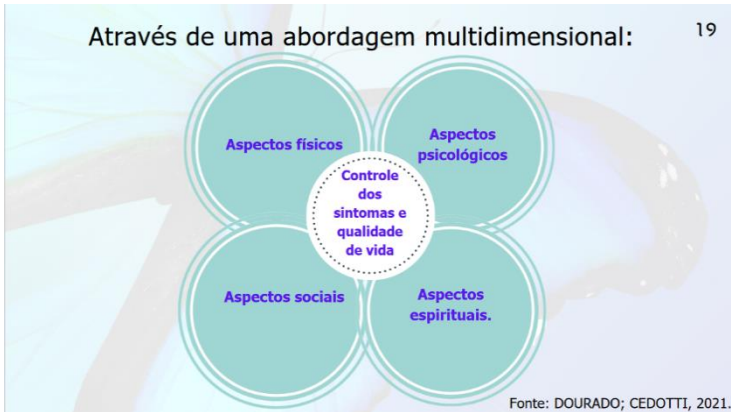 Através de uma abordagem multidimensional:
19
Aspectos físicos
Aspectos
psicológicos
Controle
dos
sintomas e
qualidade
de vida
Aspectos sociais
Aspectos
espirituais.
Fonte: DOURADO; CEDOTTI, 2021.